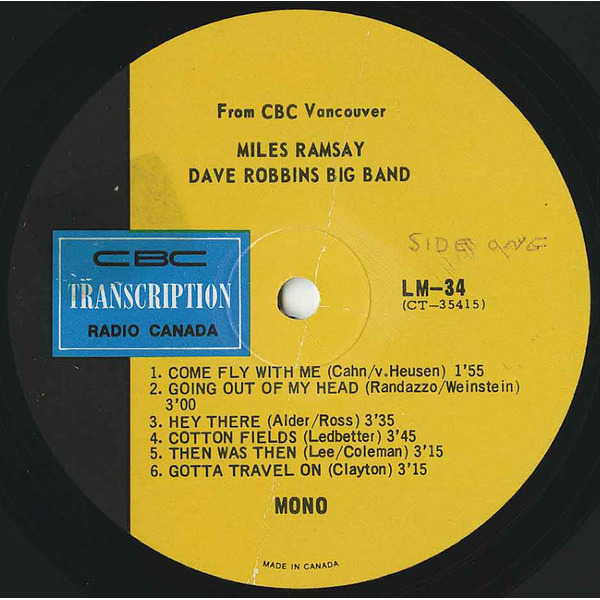 From CBC Vancouver
MILES RAMSAY
DAVE ROBBINS BIG BAND
SIDE ONE
CBC
TRANSCRIPTION
RADIO CANADA
LM-34
(CT-35415)
1. COME FLY WITH ME (Cahn/v.Heusen) 1'55
2. GOING OUT OF MY HEAD (Randazzo/Weinstein)
3'00
3. HEY THERE (Alder/Ross) 3'35
4. COTTON FIELDS (Ledbetter) 3'45
5. THEN WAS THEN (Lee/Coleman) 3'15
6. GOTTA TRAVEL ON (Clayton) 3'15
MONO
MADE IN CANADA